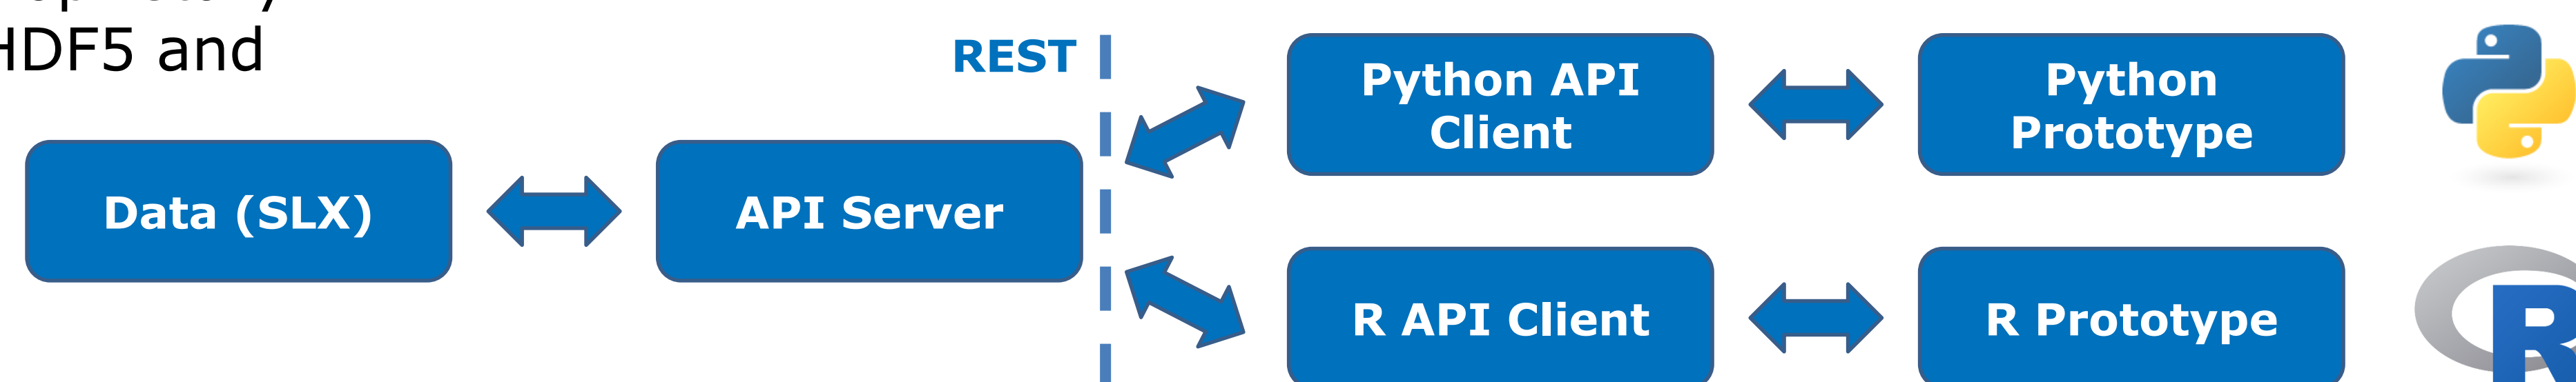 HDF5 and
REST
Data (SLX)
API Server
Python API
Client
Python
Prototype
R API Client
R Prototype
R